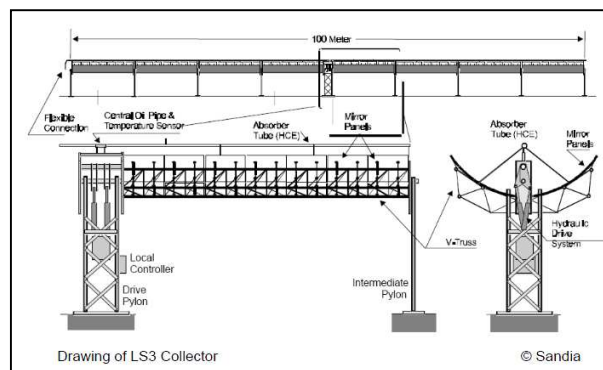 100 Meter
Flexible
Connection
Central Oil Pipe &
Temperature Sensor
Absorber
Tube (HCE)
Mirror
Panels
Absorber
Tube (HCE)
Mirror
Panels
Hydraulic
Drive
System
V-Truss
Local
Controller
Drive
Pylon
Intermediate
Pylon
Drawing of LS3 Collector
© Sandia